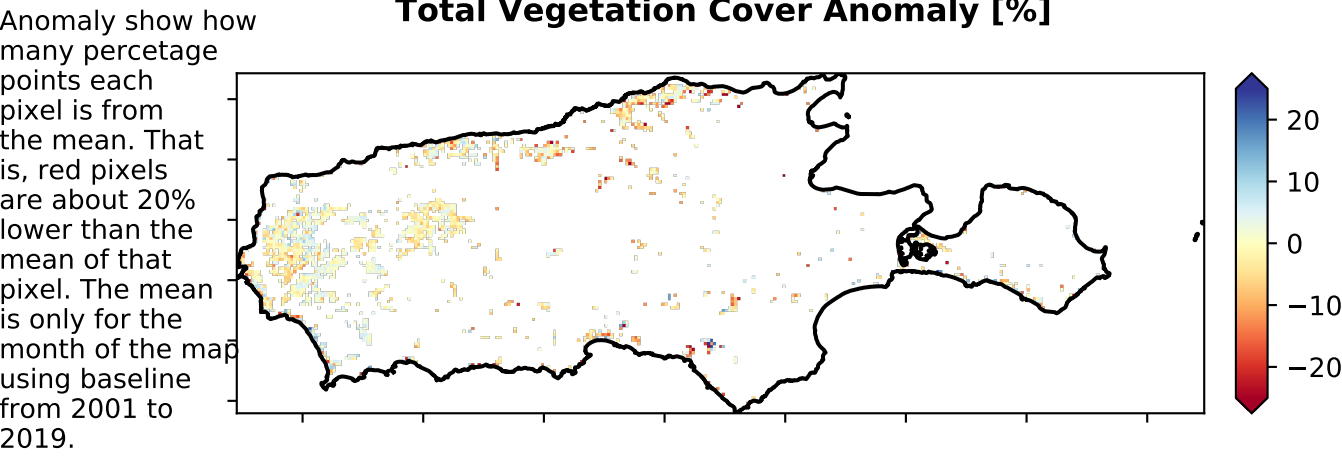 Total Vegetation Cover Anomaly [%]
Anomaly show how
many percetage
points each
pixel is from
the mean. That
is, red pixels
are about 20%
lower than the
mean of that
pixel. The mean
is only for the
month of the map
using baseline
from 2001 to
2019.
20
10
0
−10
−20